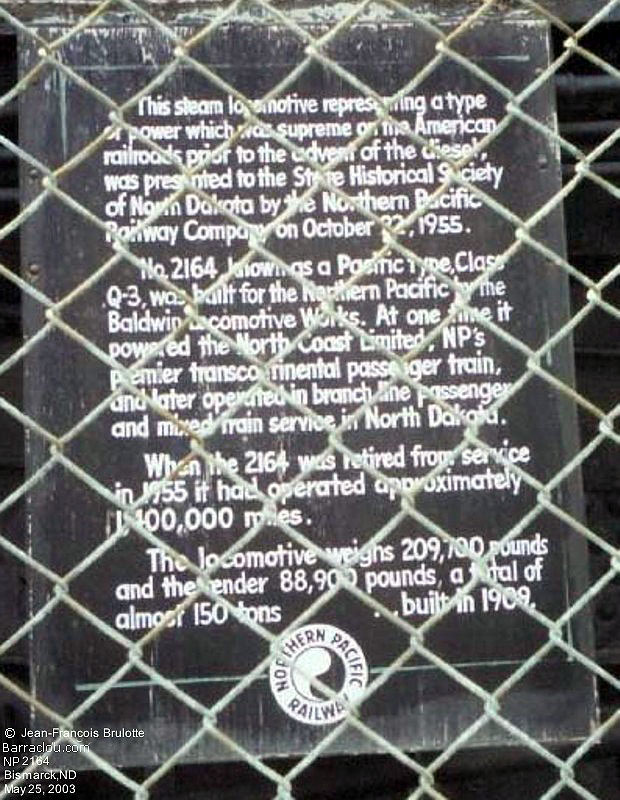 This steam locomotive representing a type
of power which was supreme on the American
railroads prior to the advent of the diesel,
was presented to the State Historical Society
of North Dakota by the Northern Pacific
Railway Company on October 22, 1955.
No. 2164, known as a Pacific type, Class
Q-3, was built for the Northern Pacific by the
Baldwin Locomotive Works. At one time it
powered the North Coast Limited, NP's
premier transcontinental passenger train,
and later operated in branch line passenger
and mixed train service in North Dakota.
When the 2164 was retired from service
in 1955 it had operated approximately
1,400,000 miles.
The locomotive weighs 209,700 pounds
and the tender 88,900 pounds, a total of
almost 150 tons built in 1909.
NORTHERN PACIFIC
RAILWAY
© Jean-Francois Brulotte
Barraclou.com
NP 2164
Bismarck,ND
May 25, 2003